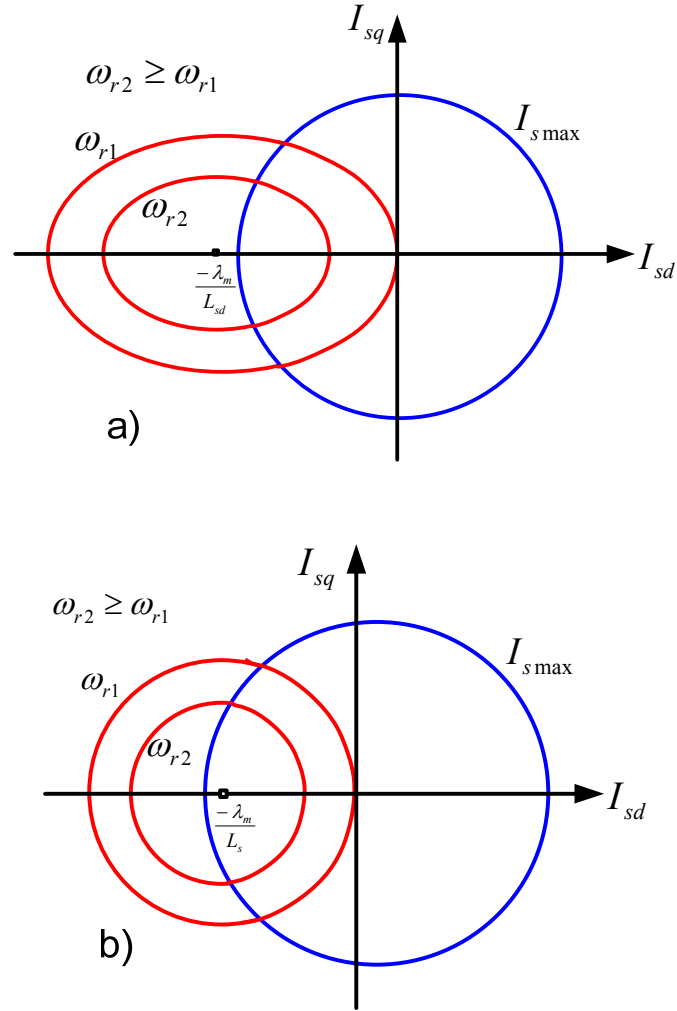 I_sq
ω_r2 ≥ ω_r1
I_s max
ω_r1
ω_r2
I_sd
-λ_m
L_sd
a)
I_sq
ω_r2 ≥ ω_r1
I_s max
ω_r1
ω_r2
I_sd
-λ_m
L_s
b)